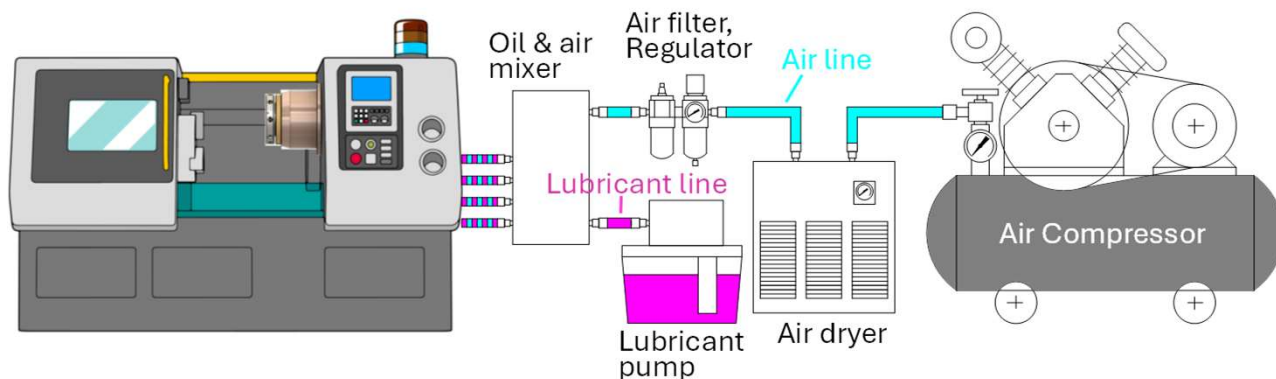 Oil & air
mixer
Air filter,
Regulator
Air line
Lubricant line
Lubricant
pump
Air dryer
Air Compressor